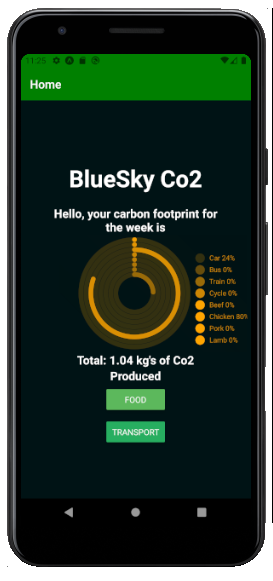 11:25
Home
BlueSky Co2
Hello, your carbon footprint for
the week is
Car 24%
Bus 0%
Train 0%
Cycle 0%
Beef 0%
Chicken 80%
Pork 0%
Lamb 0%
Total: 1.04 kg's of Co2
Produced
FOOD
TRANSPORT